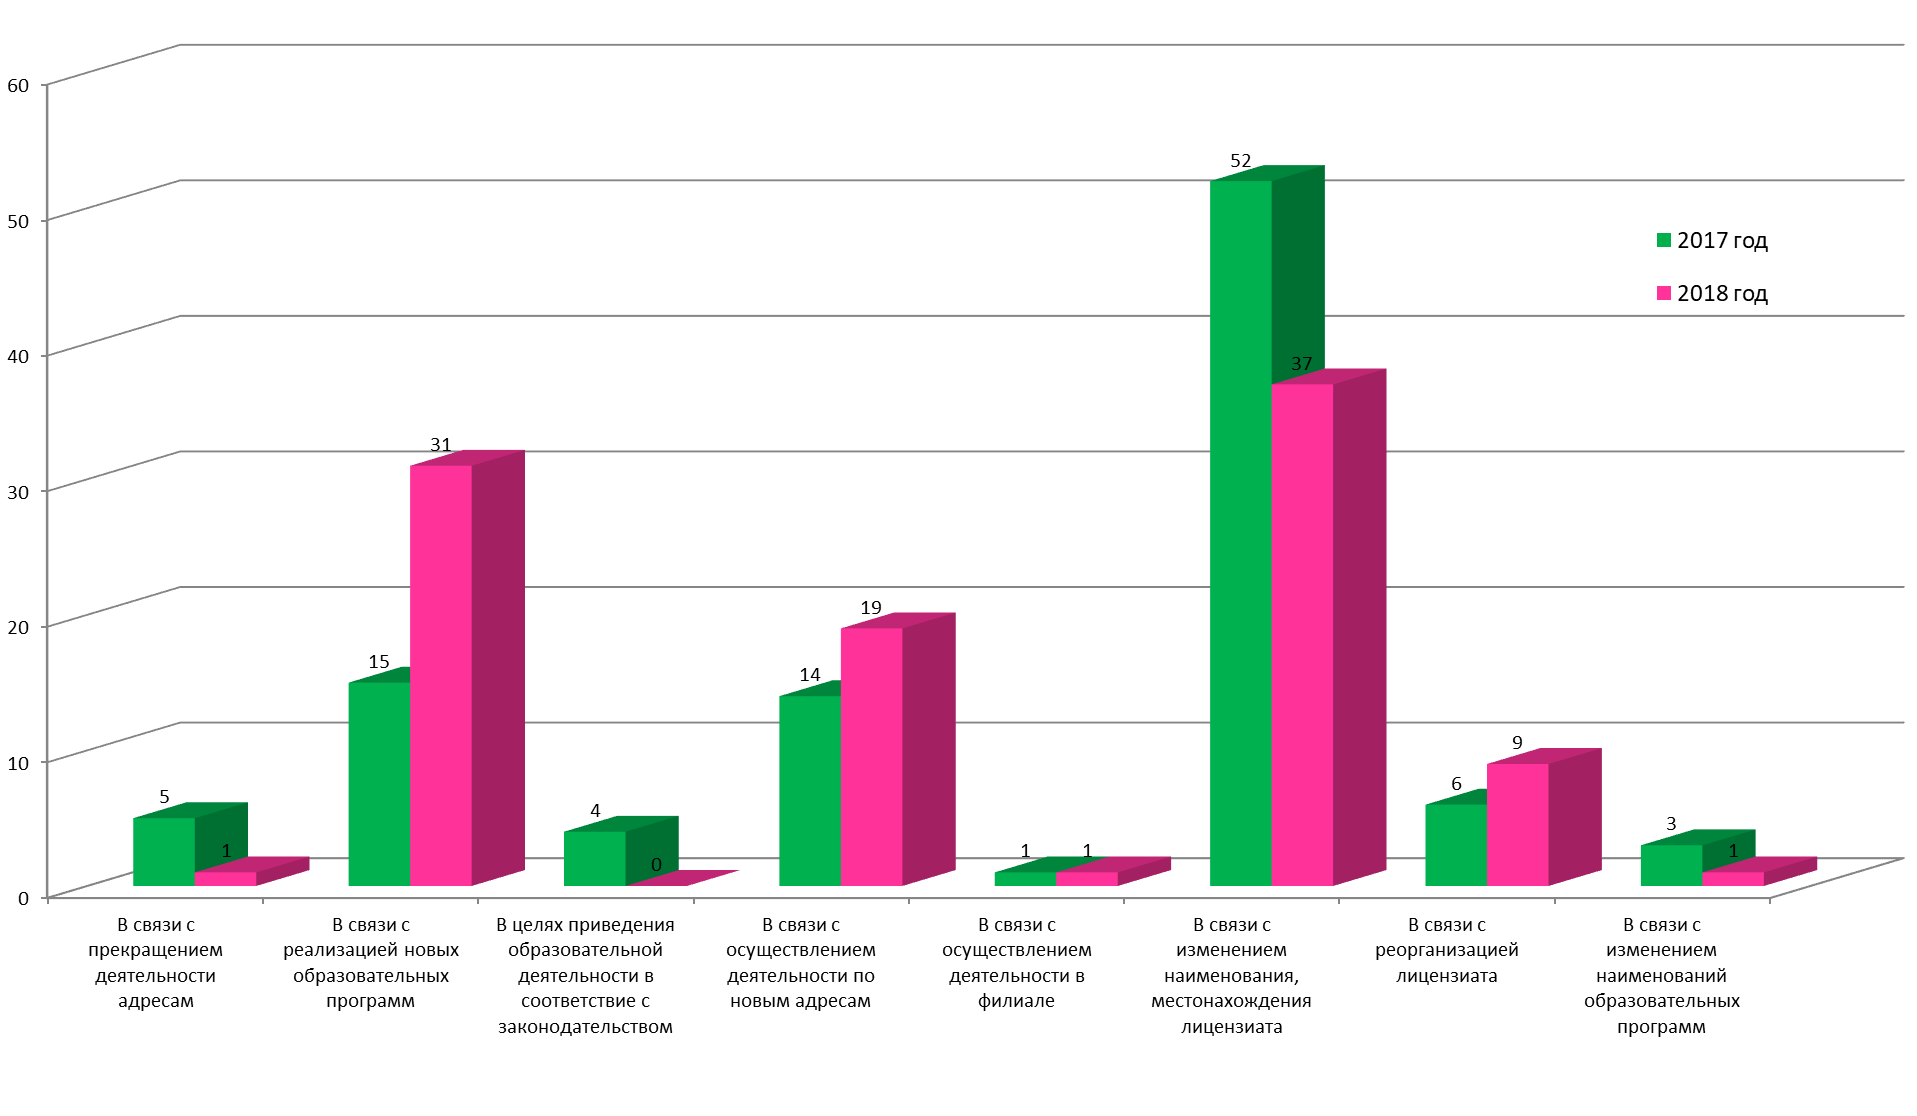 60
50
40
30
20
10
0
5
1
15
31
4
0
14
19
1
1
52
37
6
9
3
1
2017 год
2018 год
В связи с
прекращением
деятельности
адресам
В связи с
реализацией новых
образовательных
программ
В целях приведения
образовательной
деятельности в
соответствие с
законодательством
В связи с
осуществлением
деятельности по
новым адресам
В связи с
осуществлением
деятельности в
филиале
В связи с
изменением
наименования,
местонахождения
лицензиата
В связи с
реорганизацией
лицензиата
В связи с
изменением
наименований
образовательных
программ